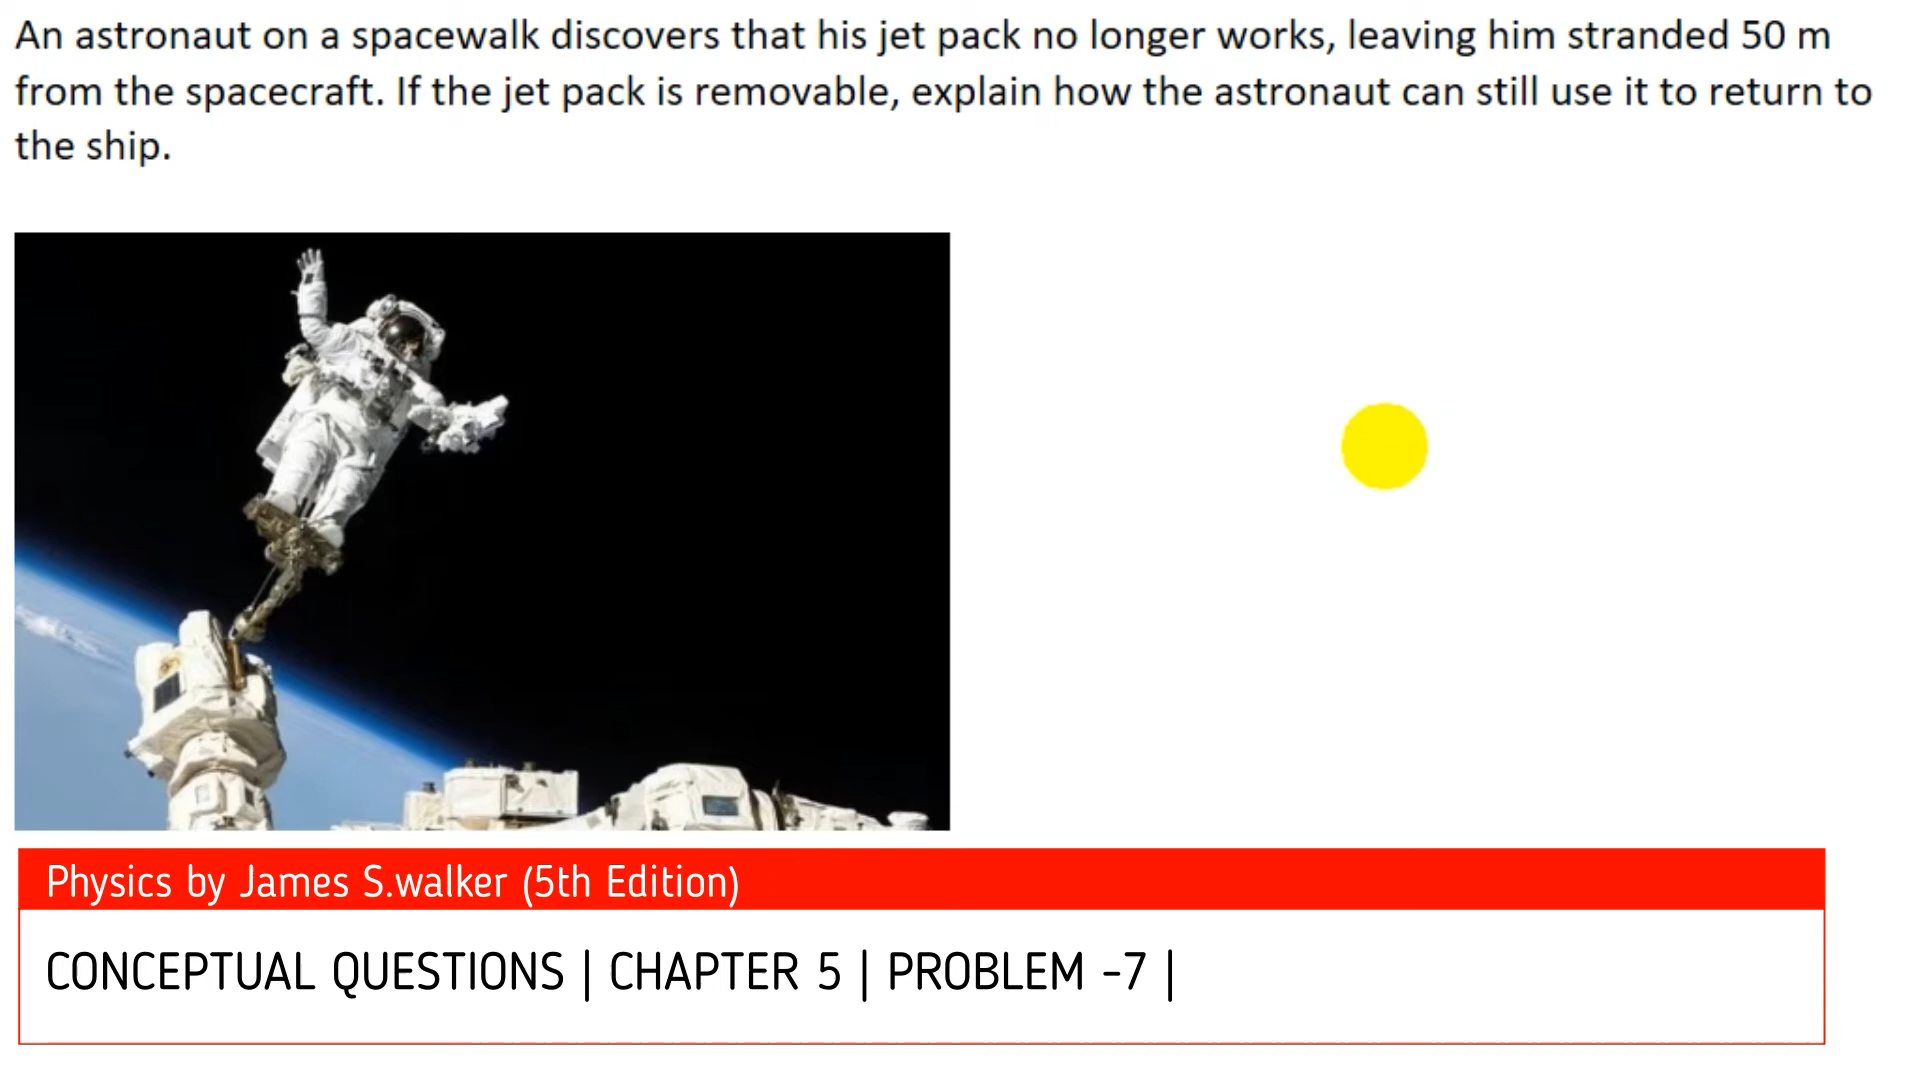 An astronaut on a spacewalk discovers that his jet pack no longer works, leaving him stranded 50 m
from the spacecraft. If the jet pack is removable, explain how the astronaut can still use it to return to
the ship.
Physics by James S.walker (5th Edition)
CONCEPTUAL QUESTIONS | CHAPTER 5 | PROBLEM -7 |